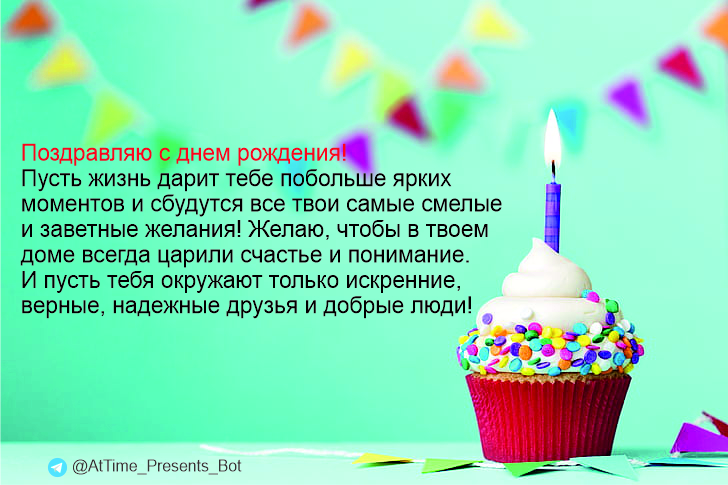 Поздравляю с днем рождения!
Пусть жизнь дарит тебе побольше ярких
моментов и сбудутся все твои самые смелые
и заветные желания! Желаю, чтобы в твоем
доме всегда царили счастье и понимание.
И пусть тебя окружают только искренние,
верные, надежные друзья и добрые люди!
@AtTime_Presents_Bot